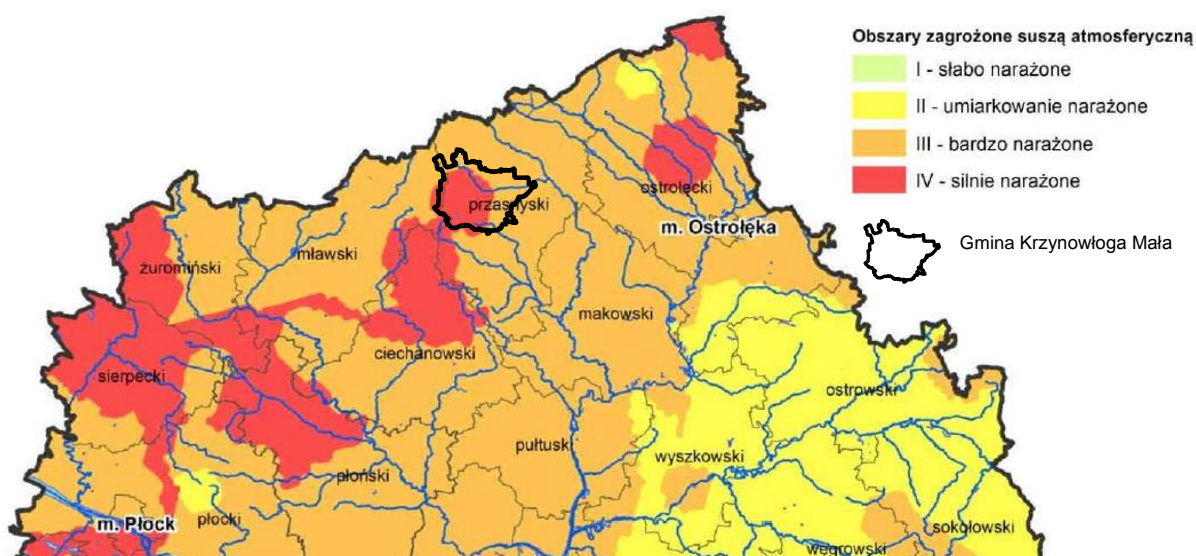 Obszary zagrożone suszą atmosferyczną
I - słabo narażone
II - umiarkowanie narażone
III - bardzo narażone
IV - silnie narażone
Gmina Krzynowłoga Mała
ostrołęcki
przasnyski
m. Ostrołęka
mławski
żuromiński
makowski
ciechanowski
sierpecki
ostrowski
pułtuski
wyszkowski
płoński
m. Płock
płocki
sokołowski
węgrowski